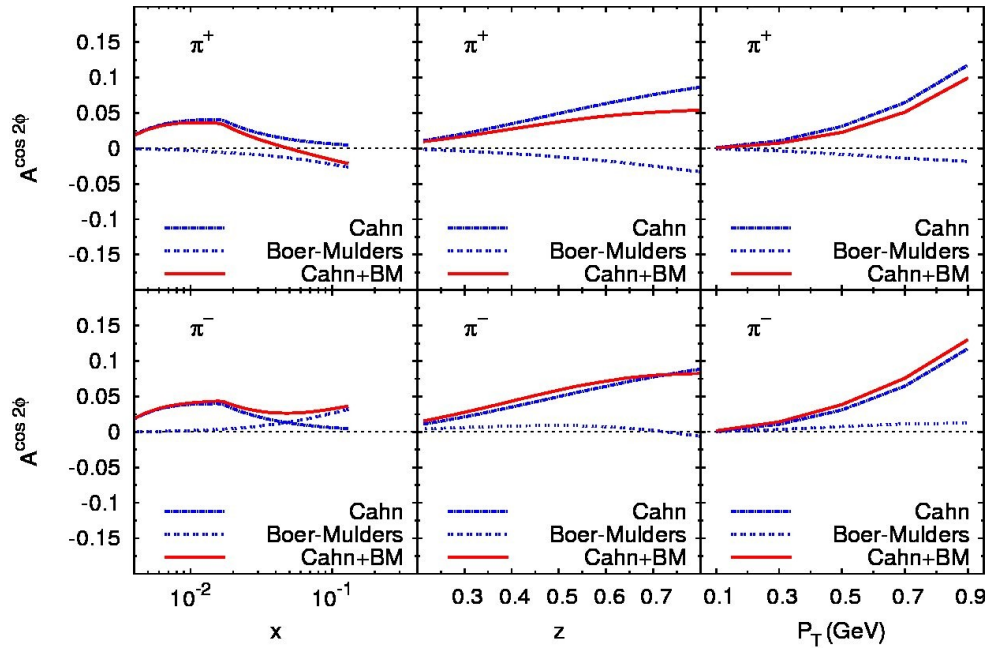 π+ π+ π+
0.15
0.1
0.05
0
-0.05
-0.1
-0.15
A cos 2ϕ
Cahn Cahn Cahn
Boer-Mulders Boer-Mulders Boer-Mulders
Cahn+BM Cahn+BM Cahn+BM
π− π− π−
0.15
0.1
0.05
0
-0.05
-0.1
-0.15
A cos 2ϕ
Cahn Cahn Cahn
Boer-Mulders Boer-Mulders Boer-Mulders
Cahn+BM Cahn+BM Cahn+BM
10-2 10-1 0.3 0.4 0.5 0.6 0.7 0.1 0.3 0.5 0.7 0.9
x z PT (GeV)